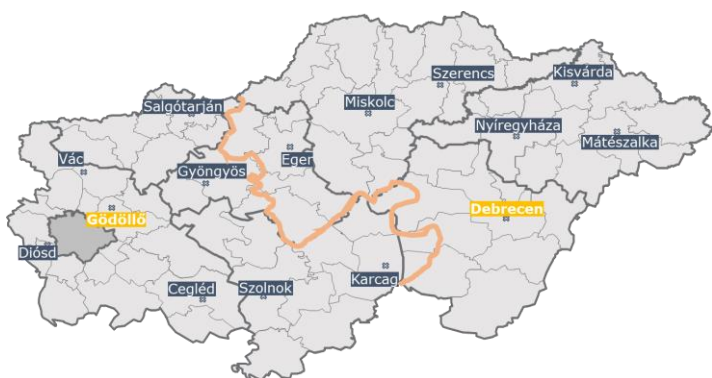 Szerencs
Kisvárda
Salgótarján
Miskolc
Nyíregyháza
Mátészalka
Vác
Eger
Gyöngyös
Gödöllő
Debrecen
Diósd
Karcag
Cegléd
Szolnok